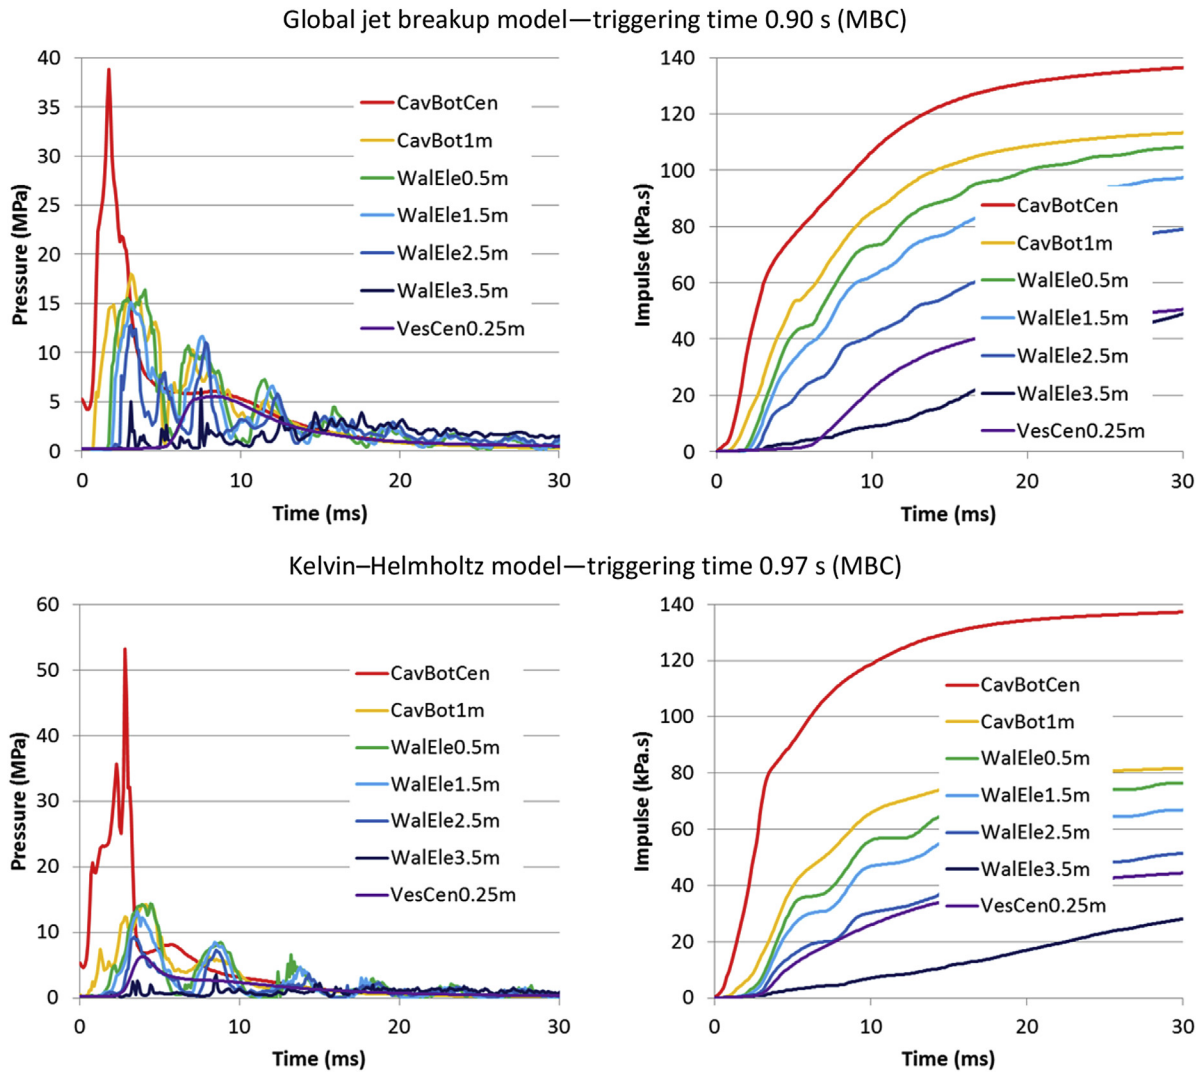 Global jet breakup model—triggering time 0.90 s (MBC)
40
35
30
25
20
15
10
5
0
Pressure (MPa)
0 10 20 30
Time (ms)
CavBotCen
CavBot1m
WalEle0.5m
WalEle1.5m
WalEle2.5m
WalEle3.5m
VesCen0.25m
140
120
100
80
60
40
20
0
Impulse (kPa.s)
0 10 20 30
Time (ms)
CavBotCen
CavBot1m
WalEle0.5m
WalEle1.5m
WalEle2.5m
WalEle3.5m
VesCen0.25m
Kelvin–Helmholtz model—triggering time 0.97 s (MBC)
60
50
40
30
20
10
0
Pressure (MPa)
0 10 20 30
Time (ms)
CavBotCen
CavBot1m
WalEle0.5m
WalEle1.5m
WalEle2.5m
WalEle3.5m
VesCen0.25m
140
120
100
80
60
40
20
0
Impulse (kPa.s)
0 10 20 30
Time (ms)
CavBotCen
CavBot1m
WalEle0.5m
WalEle1.5m
WalEle2.5m
WalEle3.5m
VesCen0.25m